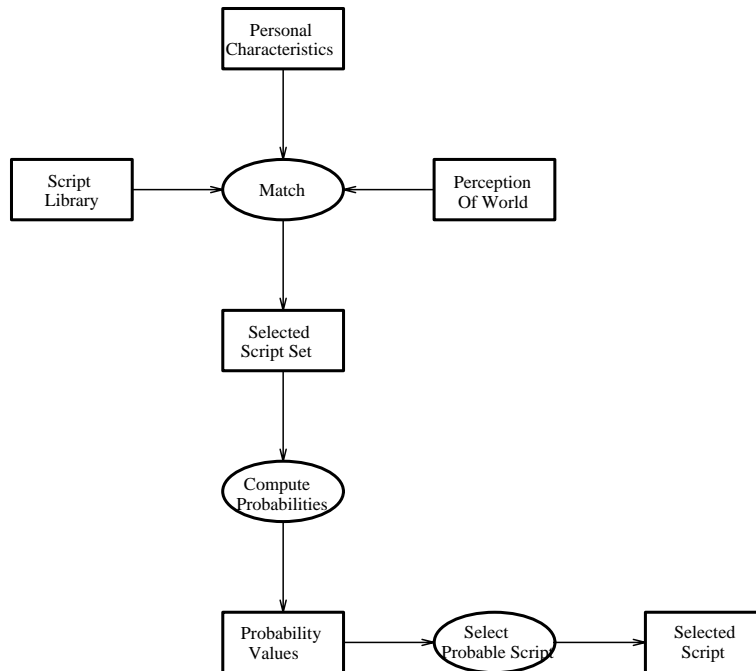 Personal
Characteristics
Script
Library
Match
Perception
Of World
Selected
Script Set
Compute
Probabilities
Probability
Values
Select
Probable Script
Selected
Script